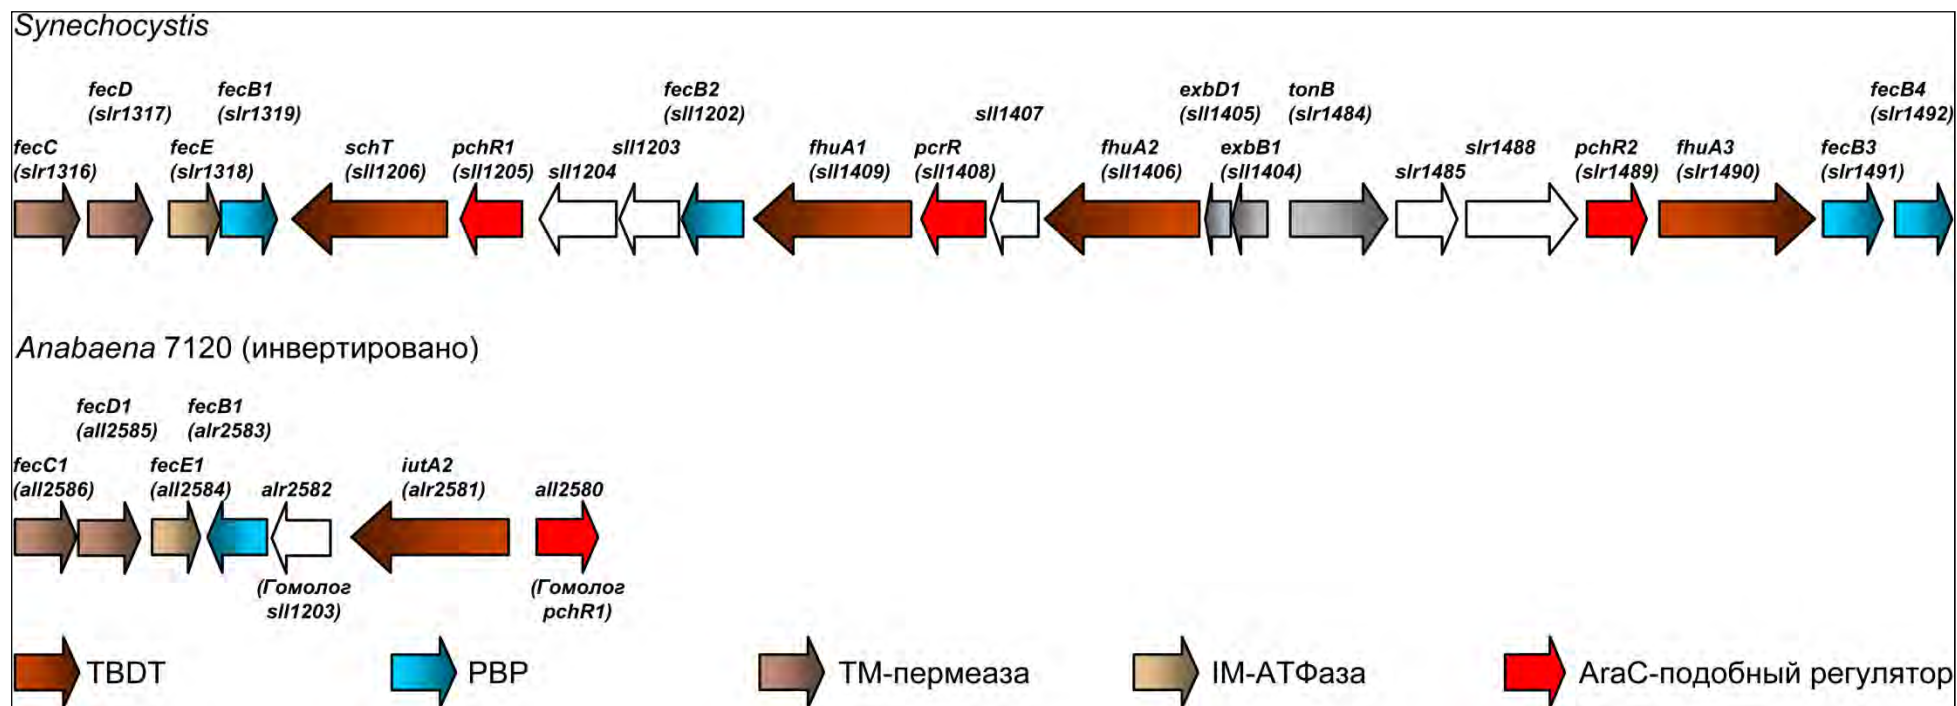 Synechocystis
fecD
(slr1317)
fecB1
(slr1319)
fecB2
(sll1202)
sll1407
exbD1
(sll1405)
tonB
(slr1484)
fecB4
(slr1492)
fecC
(slr1316)
fecE
(slr1318)
schT
(sll1206)
pchR1
(sll1205)
sll1204
sll1203
fhuA1
(sll1409)
pcrR
(sll1408)
fhuA2
(sll1406)
exbB1
(sll1404)
slr1485
slr1488
pchR2
(slr1489)
fhuA3
(slr1490)
fecB3
(slr1491)
Anabaena 7120 (инвертировано)
fecD1
(all2585)
fecB1
(alr2583)
fecC1
(all2586)
fecE1
(all2584)
alr2582
iutA2
(alr2581)
all2580
(Гомолог
sll1203)
(Гомолог
pchR1)
TBDT
PBP
ТМ-пермеаза
IM-АТФаза
AraC-подобный регулятор